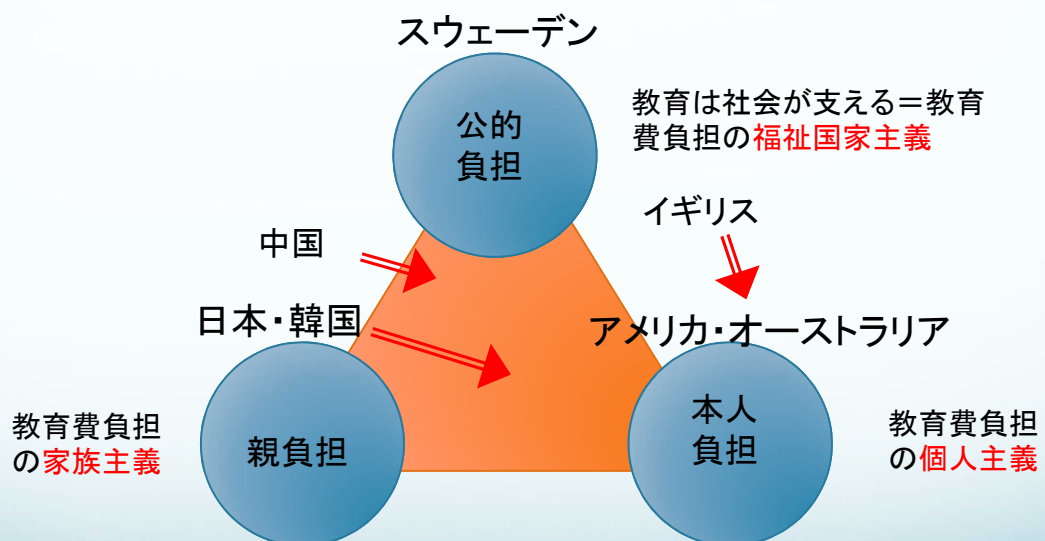 スウェーデン
公的
負担
教育は社会が支える＝教育
費負担の福祉国家主義
イギリス
中国
日本・韓国
アメリカ・オーストラリア
教育費負担
の家族主義
親負担
本人
負担
教育費負担
の個人主義